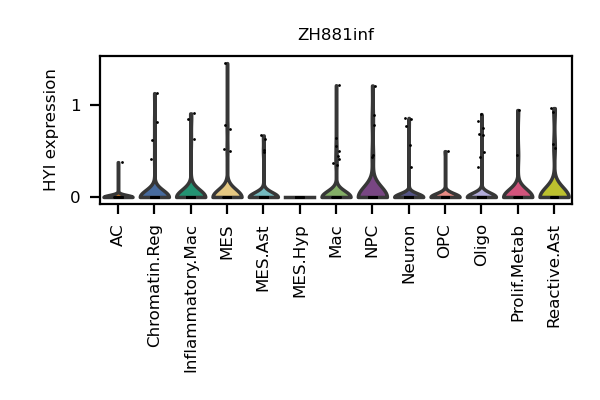 ZH881inf
HYI expression
1
0
AC
Chromatin.Reg
Inflammatory.Mac
MES
MES.Ast
MES.Hyp
Mac
NPC
Neuron
OPC
Oligo
Prolif.Metab
Reactive.Ast